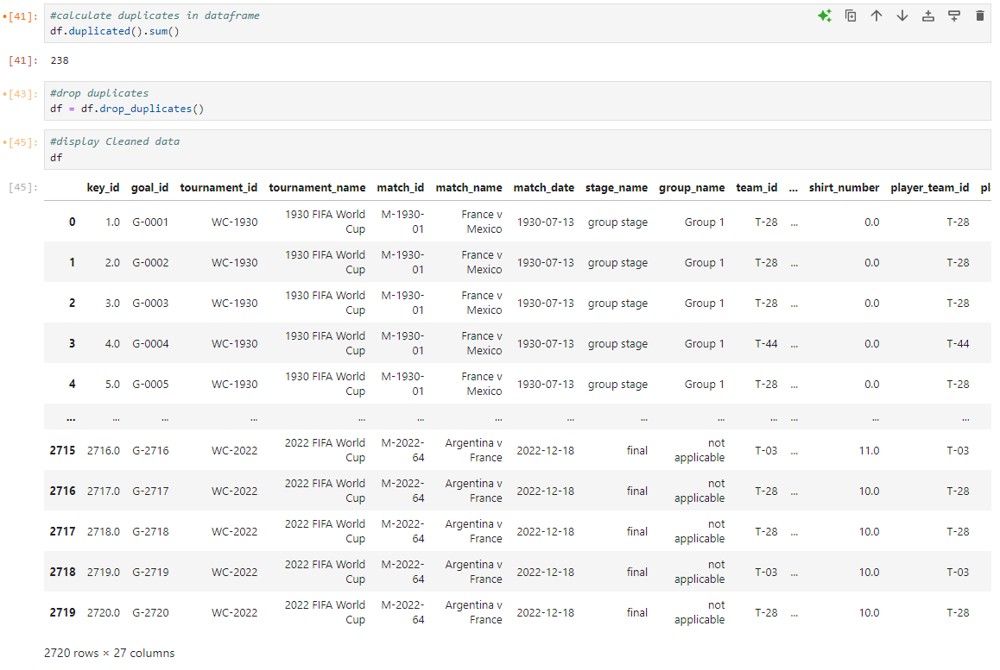 [41]: #calculate duplicates in dataframe
df.duplicated().sum()
[41]: 238
[43]: #drop duplicates
df = df.drop_duplicates()
[45]: #display Cleaned data
df
[45]: key_id goal_id tournament_id tournament_name match_id match_name match_date stage_name group_name team_id ... shirt_number player_team_id pl
0 1.0 G-0001 WC-1930 1930 FIFA World Cup M-1930-01 France v Mexico 1930-07-13 group stage Group 1 T-28 ... 0.0 T-28
1 2.0 G-0002 WC-1930 1930 FIFA World Cup M-1930-01 France v Mexico 1930-07-13 group stage Group 1 T-28 ... 0.0 T-28
2 3.0 G-0003 WC-1930 1930 FIFA World Cup M-1930-01 France v Mexico 1930-07-13 group stage Group 1 T-28 ... 0.0 T-28
3 4.0 G-0004 WC-1930 1930 FIFA World Cup M-1930-01 France v Mexico 1930-07-13 group stage Group 1 T-44 ... 0.0 T-44
4 5.0 G-0005 WC-1930 1930 FIFA World Cup M-1930-01 France v Mexico 1930-07-13 group stage Group 1 T-28 ... 0.0 T-28
... ... ... ... ... ... ... ... ... ... ... ... ... ...
2715 2716.0 G-2716 WC-2022 2022 FIFA World Cup M-2022-64 Argentina v France 2022-12-18 final not applicable T-03 ... 11.0 T-03
2716 2717.0 G-2717 WC-2022 2022 FIFA World Cup M-2022-64 Argentina v France 2022-12-18 final not applicable T-28 ... 10.0 T-28
2717 2718.0 G-2718 WC-2022 2022 FIFA World Cup M-2022-64 Argentina v France 2022-12-18 final not applicable T-28 ... 10.0 T-28
2718 2719.0 G-2719 WC-2022 2022 FIFA World Cup M-2022-64 Argentina v France 2022-12-18 final not applicable T-03 ... 10.0 T-03
2719 2720.0 G-2720 WC-2022 2022 FIFA World Cup M-2022-64 Argentina v France 2022-12-18 final not applicable T-28 ... 10.0 T-28
2720 rows × 27 columns